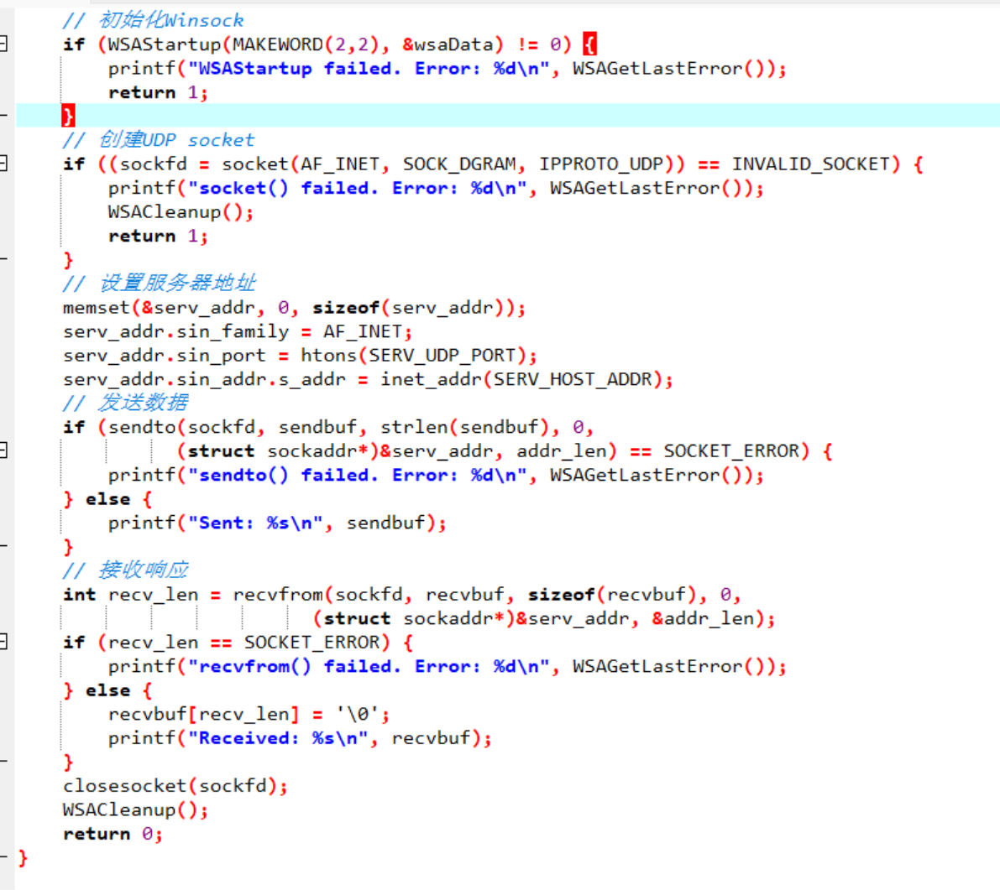 // 初始化Winsock
if (WSAStartup(MAKEWORD(2,2), &wsaData) != 0) {
printf("WSAStartup failed. Error: %d\n", WSAGetLastError());
return 1;
}
// 创建UDP socket
if ((sockfd = socket(AF_INET, SOCK_DGRAM, IPPROTO_UDP)) == INVALID_SOCKET) {
printf("socket() failed. Error: %d\n", WSAGetLastError());
WSACleanup();
return 1;
}
// 设置服务器地址
memset(&serv_addr, 0, sizeof(serv_addr));
serv_addr.sin_family = AF_INET;
serv_addr.sin_port = htons(SERV_UDP_PORT);
serv_addr.sin_addr.s_addr = inet_addr(SERV_HOST_ADDR);
// 发送数据
if (sendto(sockfd, sendbuf, strlen(sendbuf), 0,
(struct sockaddr*)&serv_addr, addr_len) == SOCKET_ERROR) {
printf("sendto() failed. Error: %d\n", WSAGetLastError());
} else {
printf("Sent: %s\n", sendbuf);
}
// 接收响应
int recv_len = recvfrom(sockfd, recvbuf, sizeof(recvbuf), 0,
(struct sockaddr*)&serv_addr, &addr_len);
if (recv_len == SOCKET_ERROR) {
printf("recvfrom() failed. Error: %d\n", WSAGetLastError());
} else {
recvbuf[recv_len] = '\0';
printf("Received: %s\n", recvbuf);
}
closesocket(sockfd);
WSACleanup();
return 0;
}